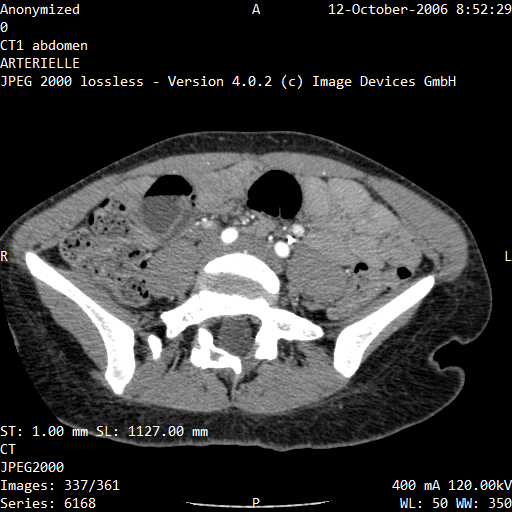 Anonymized A 12-October-2006 8:52:29
0
CT1 abdomen
ARTERIELLE
JPEG 2000 lossless - Version 4.0.2 (c) Image Devices GmbH
R L
ST: 1.00 mm SL: 1127.00 mm
CT
JPEG2000
Images: 337/361 400 mA 120.00kV
Series: 6168 P WL: 50 WW: 350